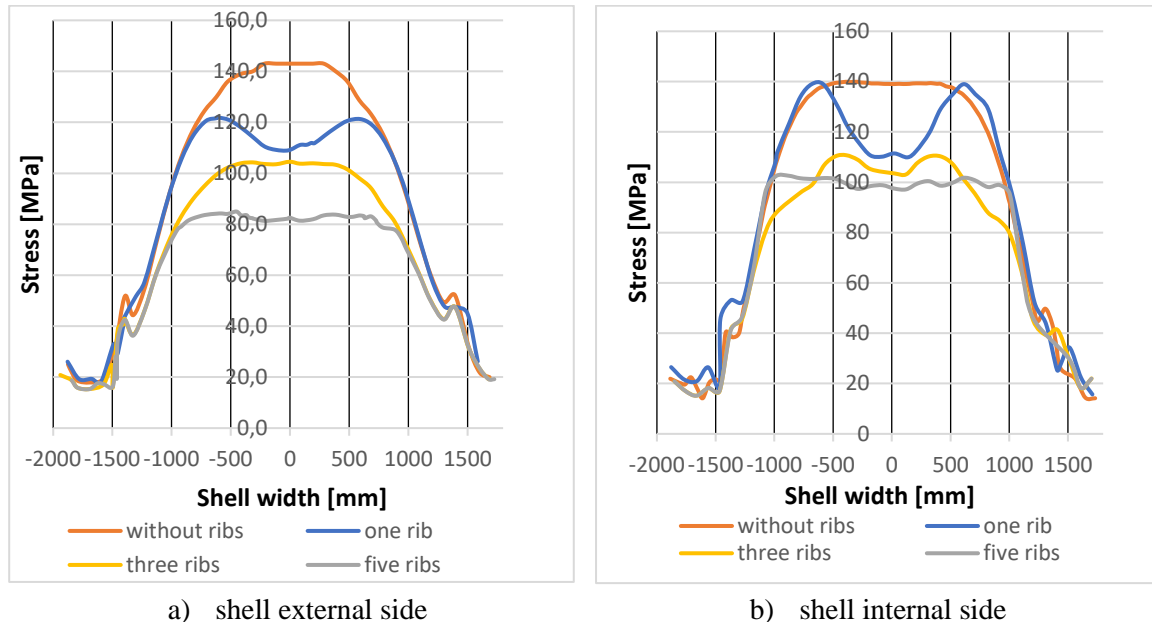 160,0
140,0
120,0
100,0
80,0
60,0
40,0
20,0
0,0
Stress [MPa]
-2000 -1500 -1000 -500 0 500 1000 1500
Shell width [mm]
without ribs one rib
three ribs five ribs
a) shell external side
160
140
120
100
80
60
40
20
0
Stress [MPa]
-2000 -1500 -1000 -500 0 500 1000 1500
Shell width [mm]
without ribs one rib
three ribs five ribs
b) shell internal side